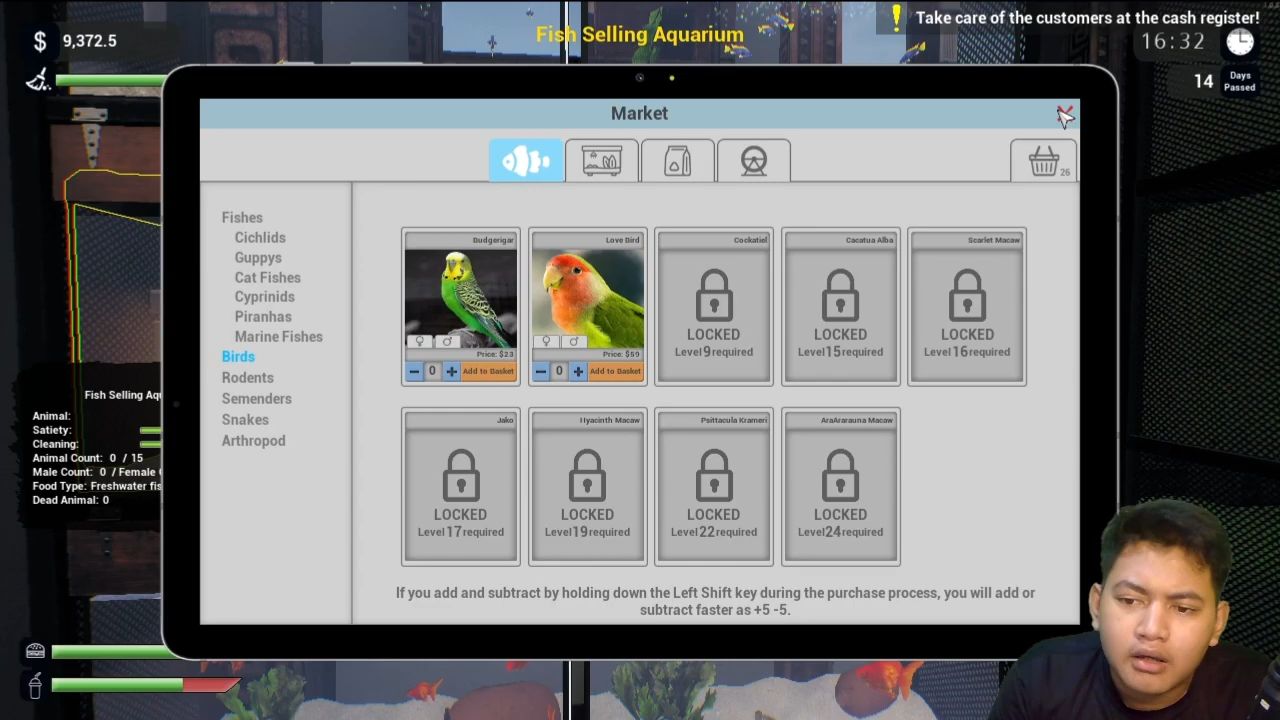 $ 9,372.5
Fish Selling Aquarium
Take care of the customers at the cash register!
16:32
14 Days Passed
Market
26
Fishes
Cichlids
Guppys
Cat Fishes
Cyprinids
Piranhas
Marine Fishes
Birds
Rodents
Semenders
Snakes
Arthropod
Budgerigar
Price: $23
0
Add to Basket
Love Bird
Price: $59
0
Add to Basket
Cockatiel
LOCKED
Level 9 required
Cacatua Alba
LOCKED
Level 15 required
Scarlet Macaw
LOCKED
Level 16 required
Jako
LOCKED
Level 17 required
Hyacinth Macaw
LOCKED
Level 19 required
Psittacula Krameri
LOCKED
Level 22 required
AraArarauna Macaw
LOCKED
Level 24 required
If you add and subtract by holding down the Left Shift key during the purchase process, you will add or
subtract faster as +5 -5.
Fish Selling Aqu
Animal:
Satiety:
Cleaning:
Animal Count: 0 / 15
Male Count: 0 / Female
Food Type: Freshwater fis
Dead Animal: 0